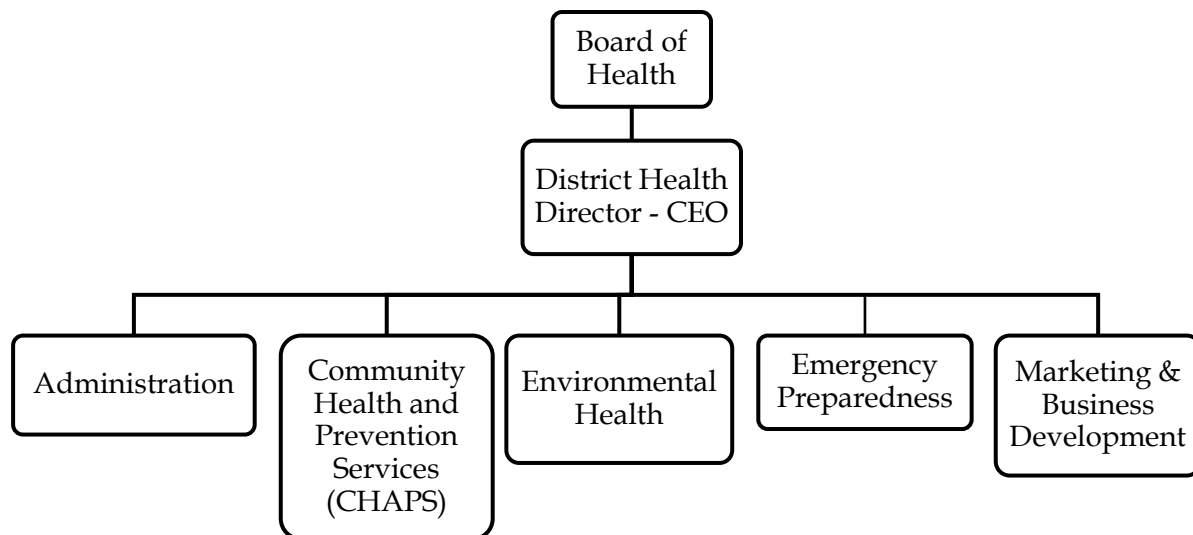 Board of
Health
District Health
Director - CEO
Administration
Community
Health and
Prevention
Services
(CHAPS)
Environmental
Health
Emergency
Preparedness
Marketing &
Business
Development